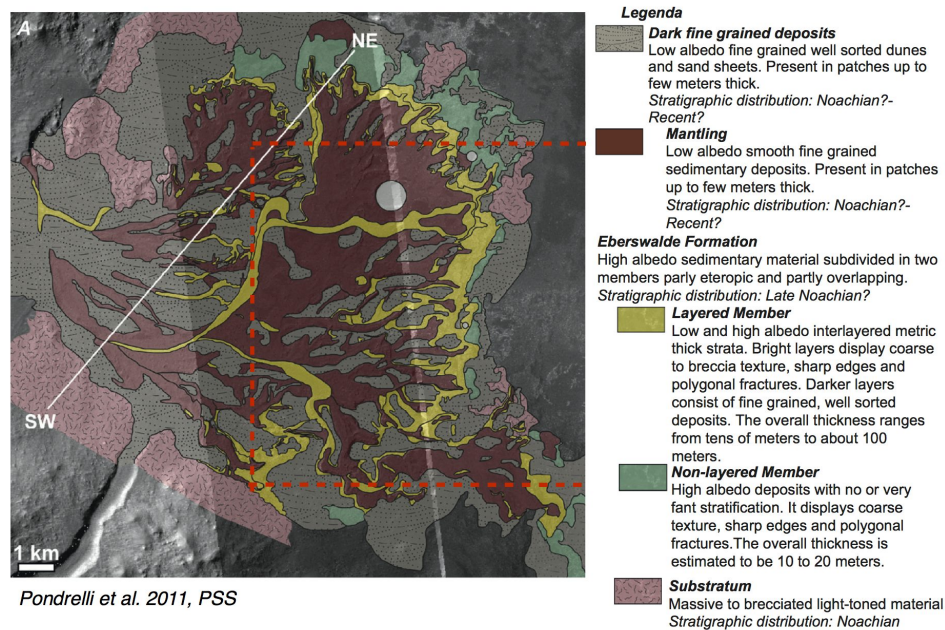 A
NE
SW
1 km
Pondrelli et al. 2011, PSS
Legenda
Dark fine grained deposits
Low albedo fine grained well sorted dunes
and sand sheets. Present in patches up to
few meters thick.
Stratigraphic distribution: Noachian?-
Recent?
Mantling
Low albedo smooth fine grained
sedimentary deposits. Present in patches
up to few meters thick.
Stratigraphic distribution: Noachian?-
Recent?
Eberswalde Formation
High albedo sedimentary material subdivided in two
members parly eteropic and partly overlapping.
Stratigraphic distribution: Late Noachian?
Layered Member
Low and high albedo interlayered metric
thick strata. Bright layers display coarse
to breccia texture, sharp edges and
polygonal fractures. Darker layers
consist of fine grained, well sorted
deposits. The overall thickness ranges
from tens of meters to about 100
meters.
Non-layered Member
High albedo deposits with no or very
fant stratification. It displays coarse
texture, sharp edges and polygonal
fractures.The overall thickness is
estimated to be 10 to 20 meters.
Substratum
Massive to brecciated light-toned material
Stratigraphic distribution: Noachian